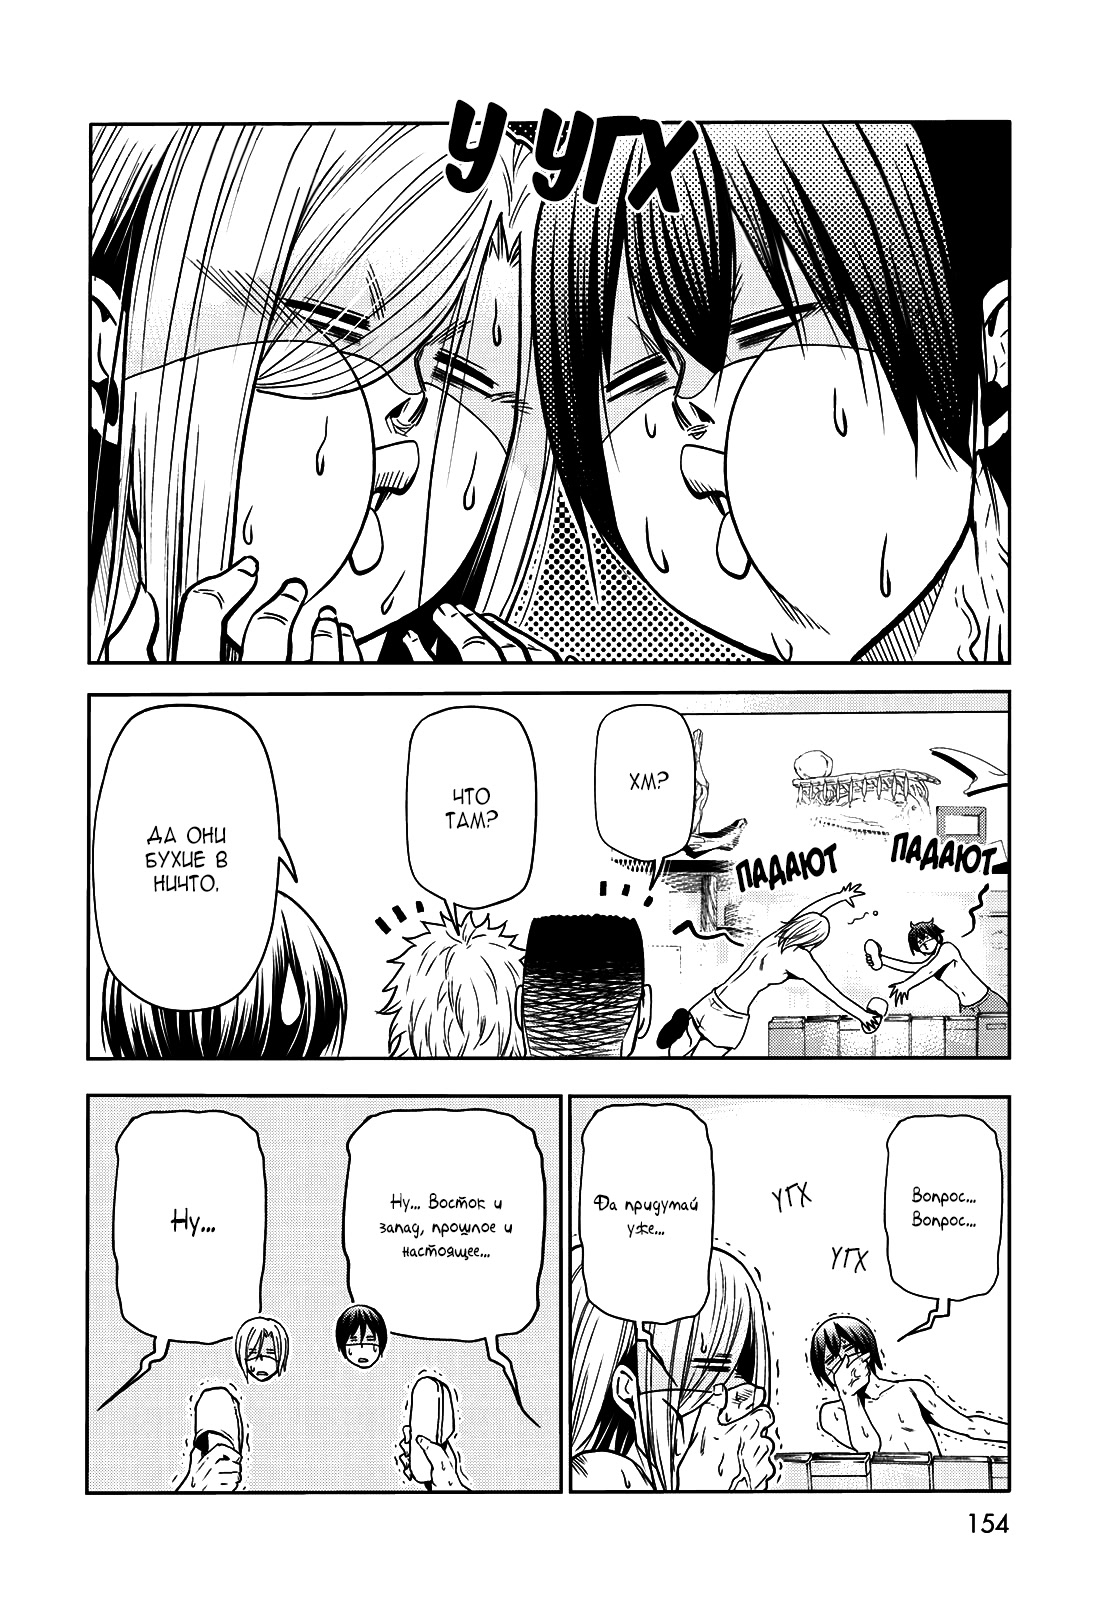 У УГХ
ХМ?
ПАДАЮТ
ПАДАЮТ
ЧТО
ТАМ?
ДА ОНИ
БУХИЕ В
НИЧТО.
Вопрос...
Вопрос...
УГХ
УГХ
Да придумай
уже...
Ну... Восток и
запад, прошлое и
настоящее...
Ну...
154